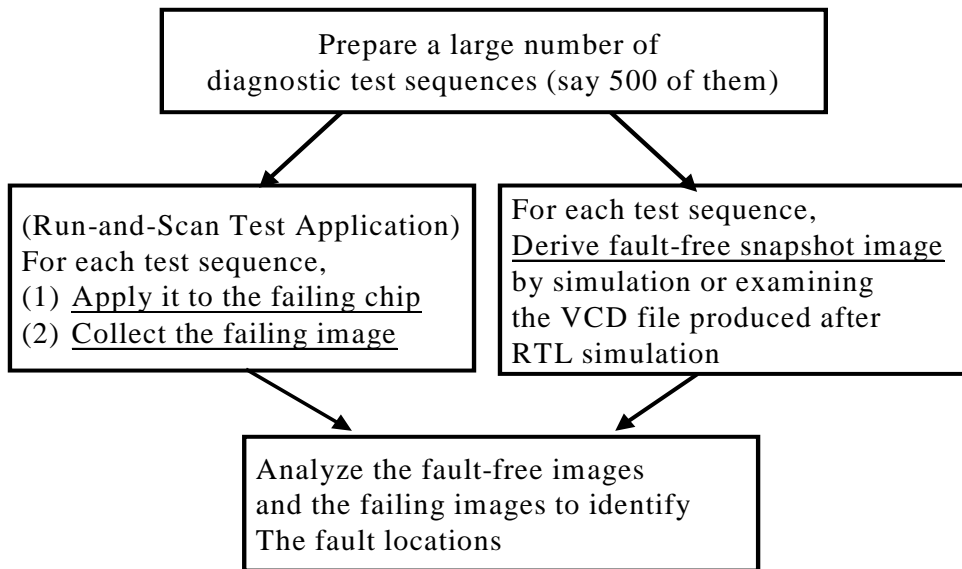 Prepare a large number of
diagnostic test sequences (say 500 of them)
(Run-and-Scan Test Application)
For each test sequence,
(1) Apply it to the failing chip
(2) Collect the failing image
For each test sequence,
Derive fault-free snapshot image
by simulation or examining
the VCD file produced after
RTL simulation
Analyze the fault-free images
and the failing images to identify
The fault locations